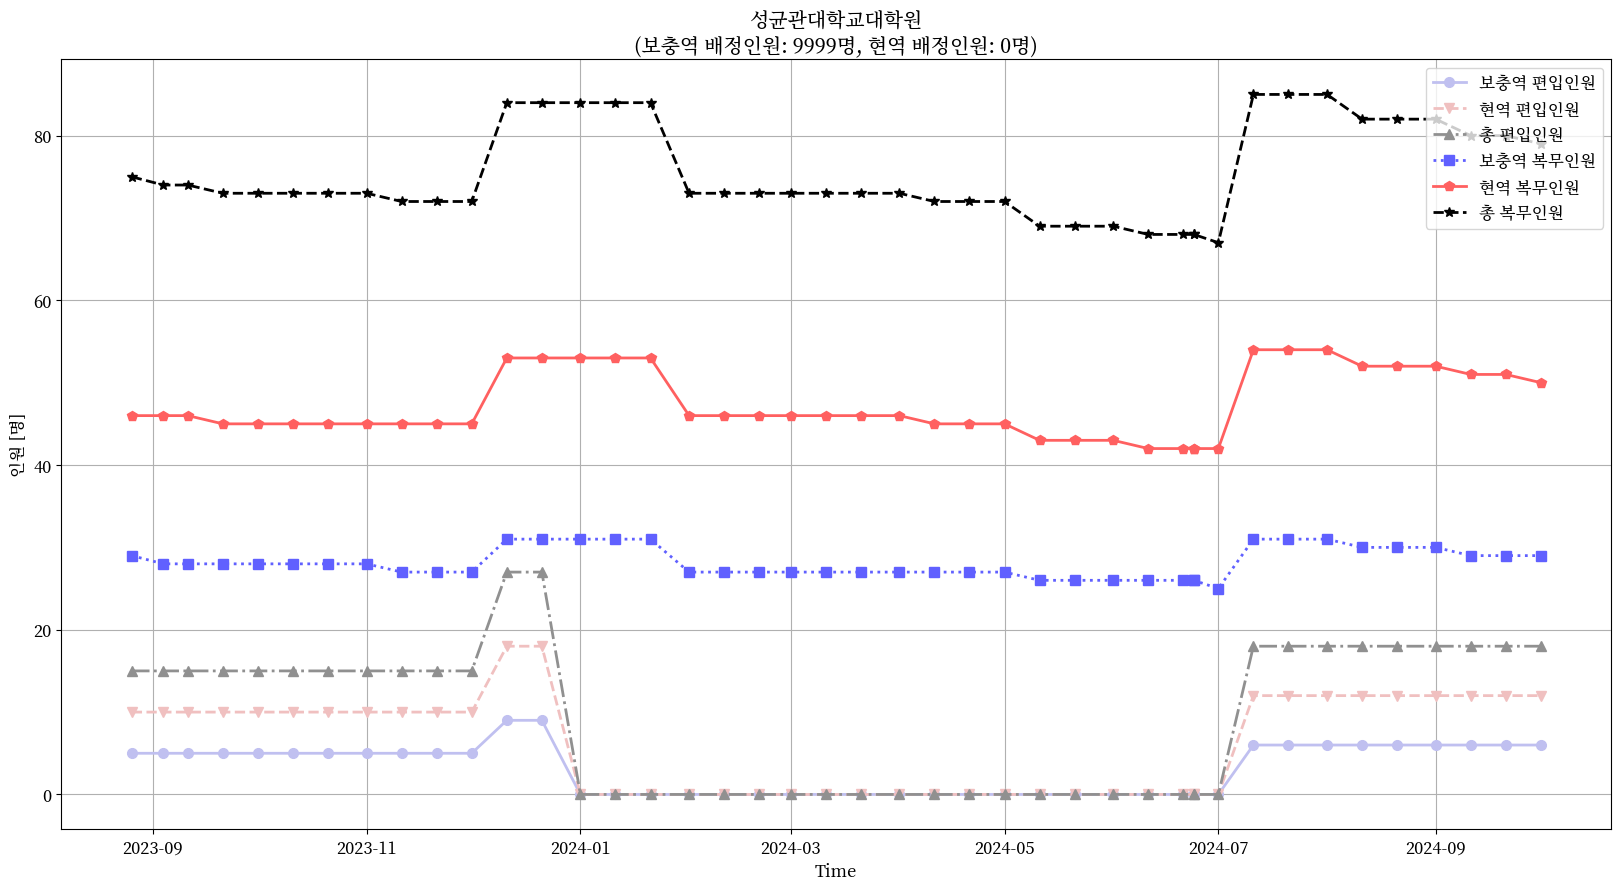 성균관대학교대학원
(보충역 배정인원: 9999명, 현역 배정인원: 0명)
보충역 편입인원
현역 편입인원
총 편입인원
보충역 복무인원
현역 복무인원
총 복무인원
인원 [명]
80
60
40
20
0
2023-09
2023-11
2024-01
2024-03
2024-05
2024-07
2024-09
Time